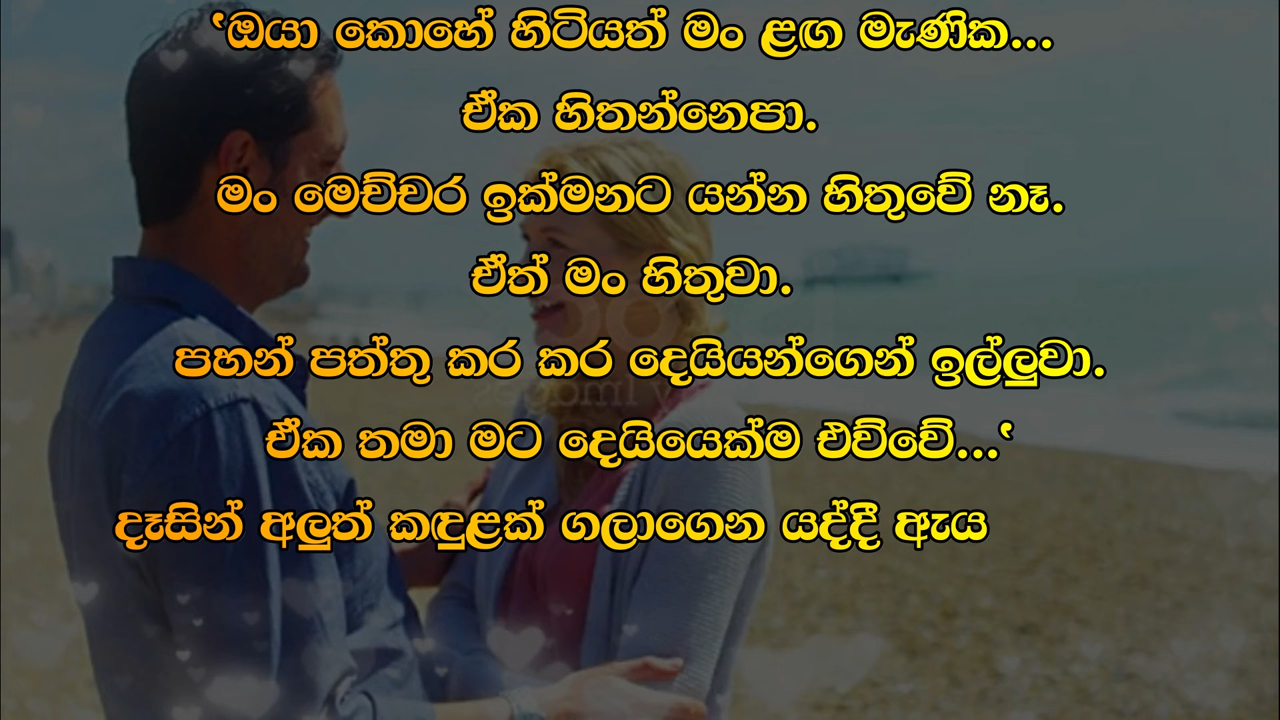 ‛ඔයා කොහේ හිටියත් මං ළඟ මැණික...
ඒක හිතන්නෙපා.
මං මෙච්චර ඉක්මනට යන්න හිතුවේ නෑ.
ඒත් මං හිතුවා.
පහන් පත්තු කර කර දෙයියන්ගෙන් ඉල්ලුවා.
ඒක තමා මට දෙයියෙක්ම එව්වේ...‛
දෑසින් අලුත් කඳුළක් ගලාගෙන යද්දී ඇය